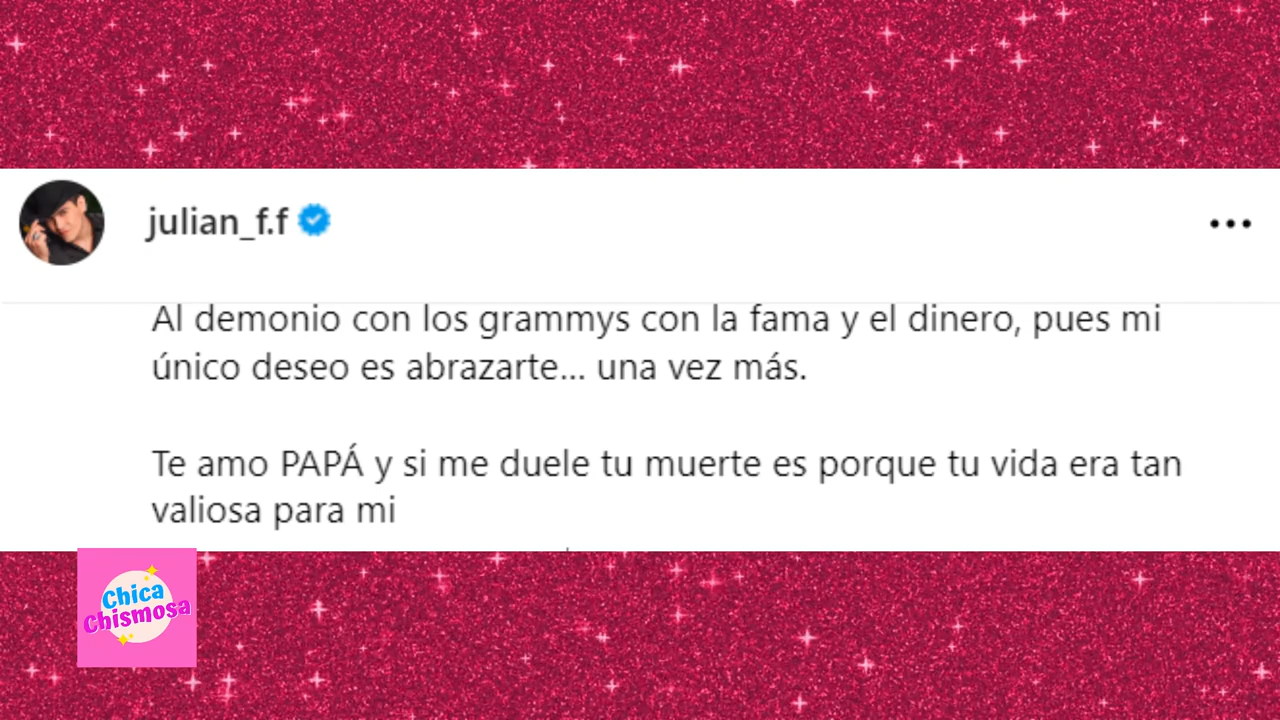 julian_f.f
Al demonio con los grammys con la fama y el dinero, pues mi
único deseo es abrazarte... una vez más.
Te amo PAPÁ y si me duele tu muerte es porque tu vida era tan
valiosa para mi
Chica
Chismosa